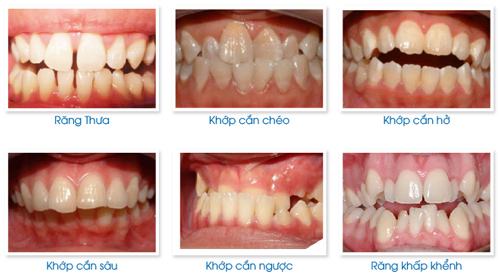 Răng Thưa
Khớp cắn chéo
Khớp cắn hở
Khớp cắn sâu
Khớp cắn ngược
Răng khấp khểnh